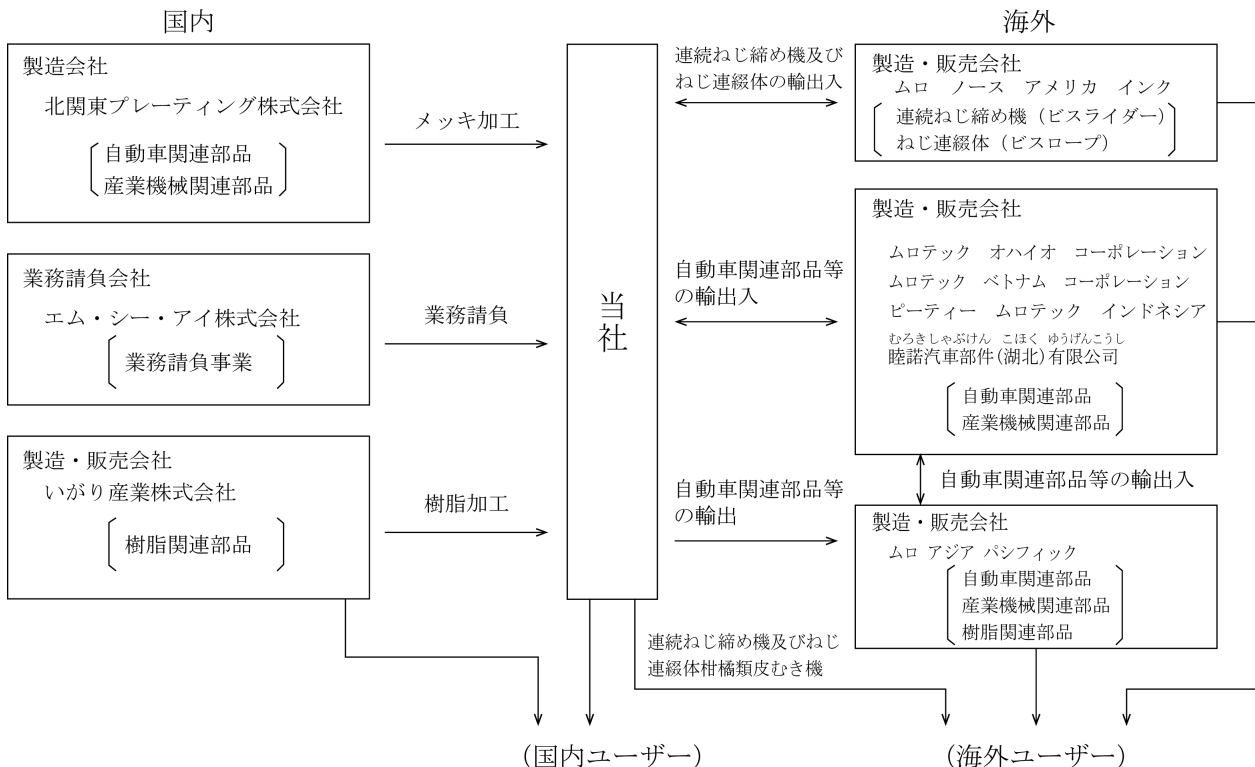 国内
製造会社
北関東プレーティング株式会社
自動車関連部品
産業機械関連部品
メッキ加工
業務請負会社
エム・シー・アイ株式会社
業務請負事業
業務請負
製造・販売会社
いがり産業株式会社
樹脂関連部品
樹脂加工
当社
連続ねじ締め機及び
ねじ連綴体の輸出入
自動車関連部品等
の輸出入
自動車関連部品等
の輸出
連続ねじ締め機及びねじ
連綴体柑橘類皮むき機
海外
製造・販売会社
ムロ ノース アメリカ インク
連続ねじ締め機（ビスライダー）
ねじ連綴体（ビスロープ）
製造・販売会社
ムロテック オハイオ コーポレーション
ムロテック ベトナム コーポレーション
ピーティー ムロテック インドネシア
むろきしゃぶけん こほく ゆうげんこうし
睦諾汽車部件(湖北)有限公司
自動車関連部品
産業機械関連部品
自動車関連部品等の輸出入
製造・販売会社
ムロ アジア パシフィック
自動車関連部品
産業機械関連部品
樹脂関連部品
（国内ユーザー）
（海外ユーザー）